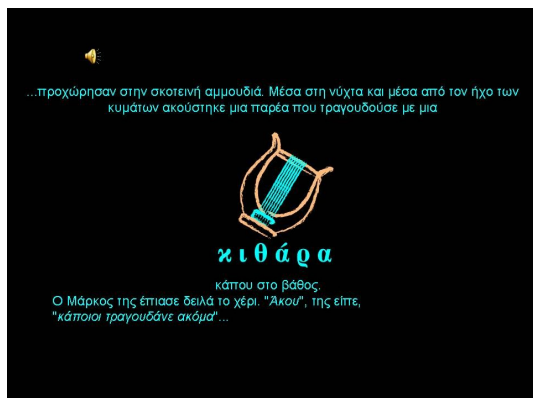 ...προχώρησαν στην σκοτεινή αμμουδιά. Μέσα στη νύχτα και μέσα από τον ήχο των
κυμάτων ακούστηκε μια παρέα που τραγουδούσε με μια
κιθάρα
κάπου στο βάθος.
Ο Μάρκος της έπιασε δειλά το χέρι. "Άκου", της είπε,
"κάποιοι τραγουδάνε ακόμα"...